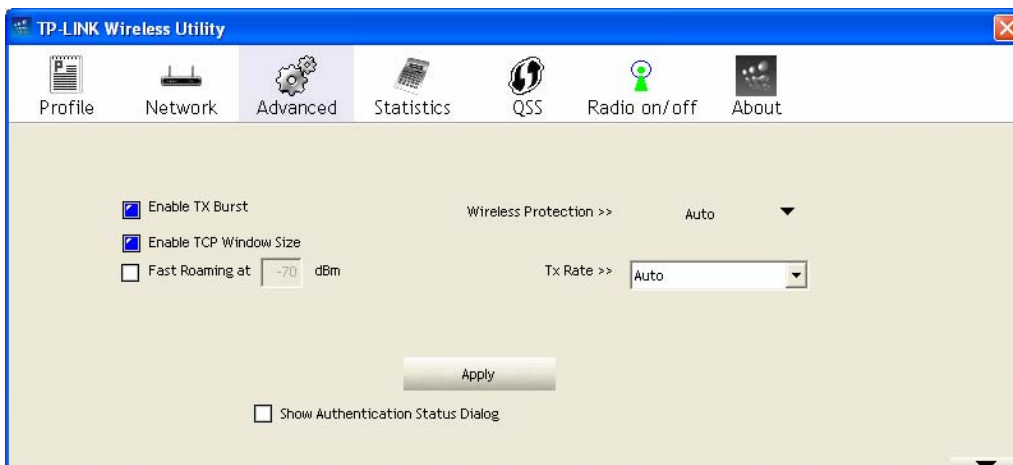 TP-LINK Wireless Utility
Profile
Network
Advanced
Statistics
QSS
Radio on/off
About
Enable TX Burst
Wireless Protection >>
Auto
Enable TCP Window Size
Fast Roaming at -70 dBm
Tx Rate >>
Auto
Apply
Show Authentication Status Dialog